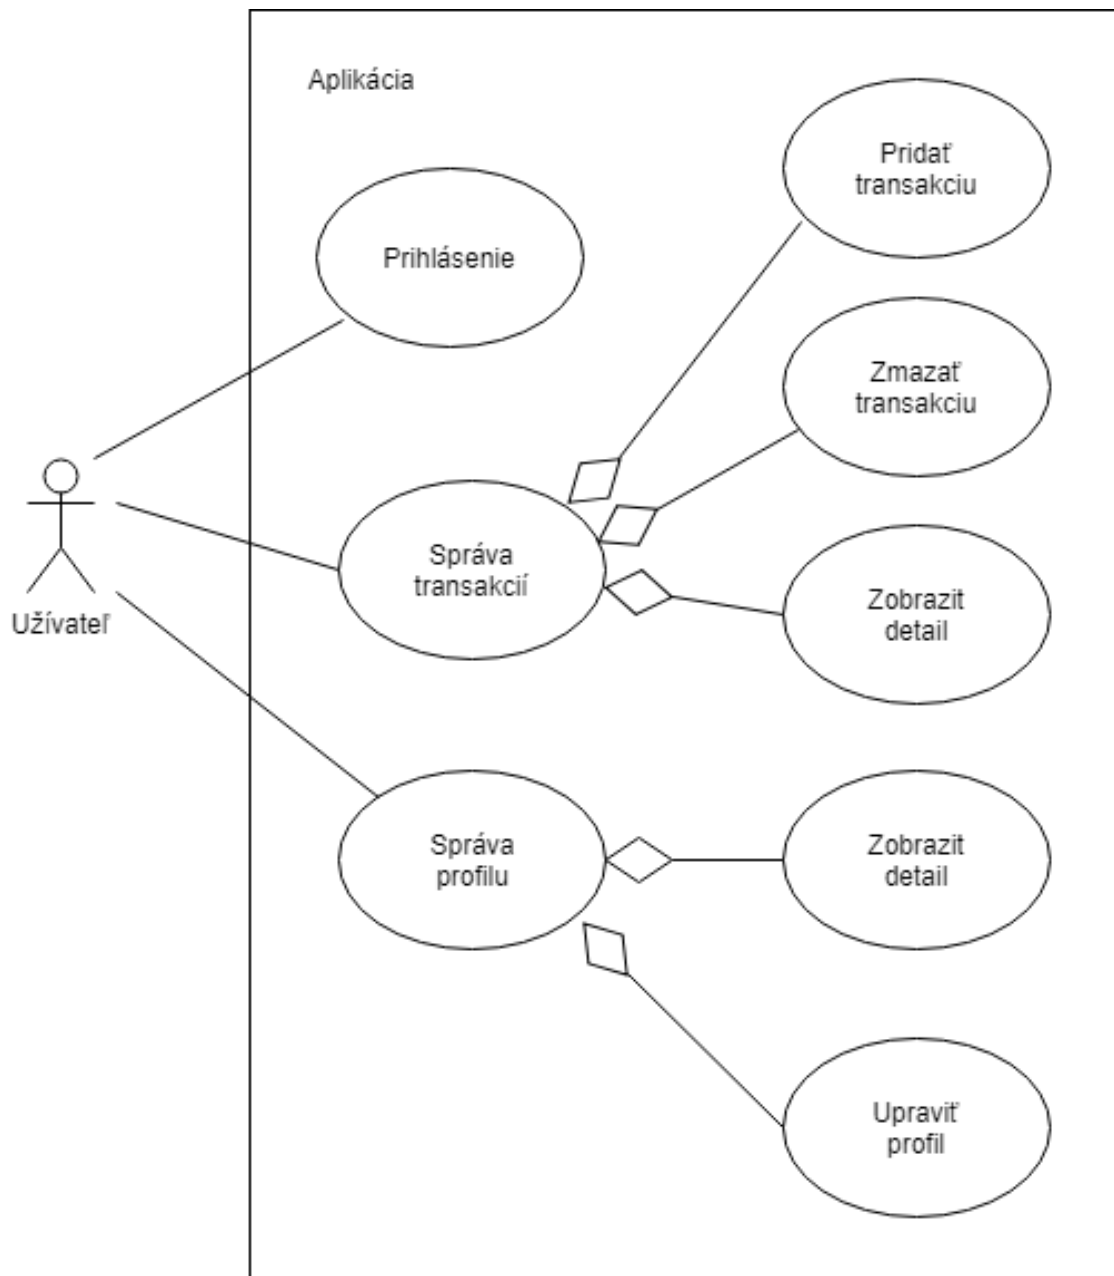 Aplikácia
Pridať
transakciu
Prihlásenie
Zmazať
transakciu
Správa
transakcií
Zobrazit
detail
Užívateľ
Správa
profilu
Zobrazit
detail
Upraviť
profil